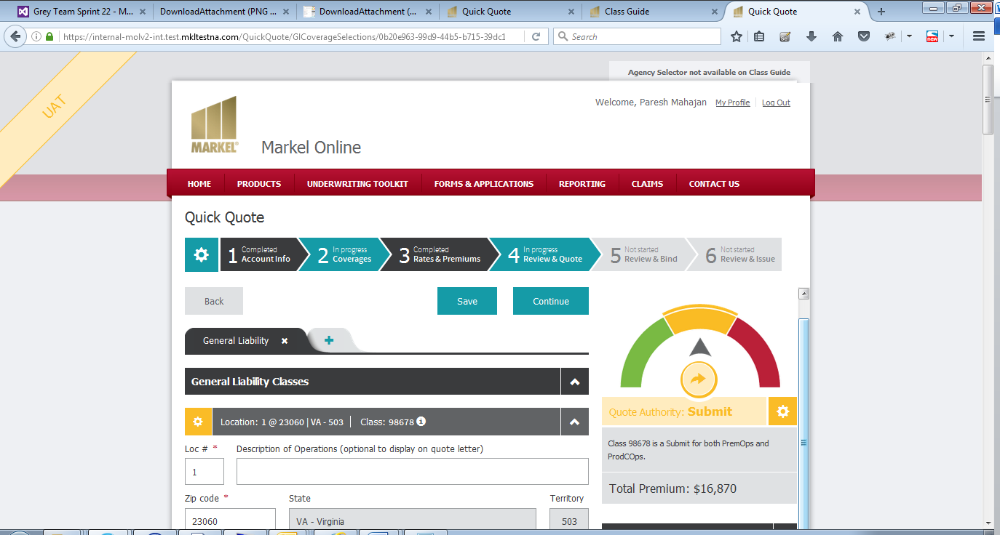 Grey Team Sprint 22 - M...
DownloadAttachment (PNG ...
DownloadAttachment (...
Quick Quote
Class Guide
Quick Quote
https://internal-molv2-int.test.mkltestna.com/QuickQuote/GlCoverageSelections/0b20e963-99d9-44b5-b715-39dc1
Search
new
UAT
Agency Selector not available on Class Guide
Welcome, Paresh Mahajan My Profile Log Out
MARKEL®
Markel Online
HOME PRODUCTS UNDERWRITING TOOLKIT FORMS & APPLICATIONS REPORTING CLAIMS CONTACT US
Quick Quote
1 Completed Account Info
2 In progress Coverages
3 Completed Rates & Premiums
4 In progress Review & Quote
5 Not started Review & Bind
6 Not started Review & Issue
Back Save Continue
General Liability
General Liability Classes
Location: 1 @ 23060 | VA - 503 | Class: 98678
Loc # * Description of Operations (optional to display on quote letter)
1
Zip code * State Territory
23060 VA - Virginia 503
Quote Authority: Submit
Class 98678 is a Submit for both PremOps and
ProdCOps.
Total Premium: $16,870